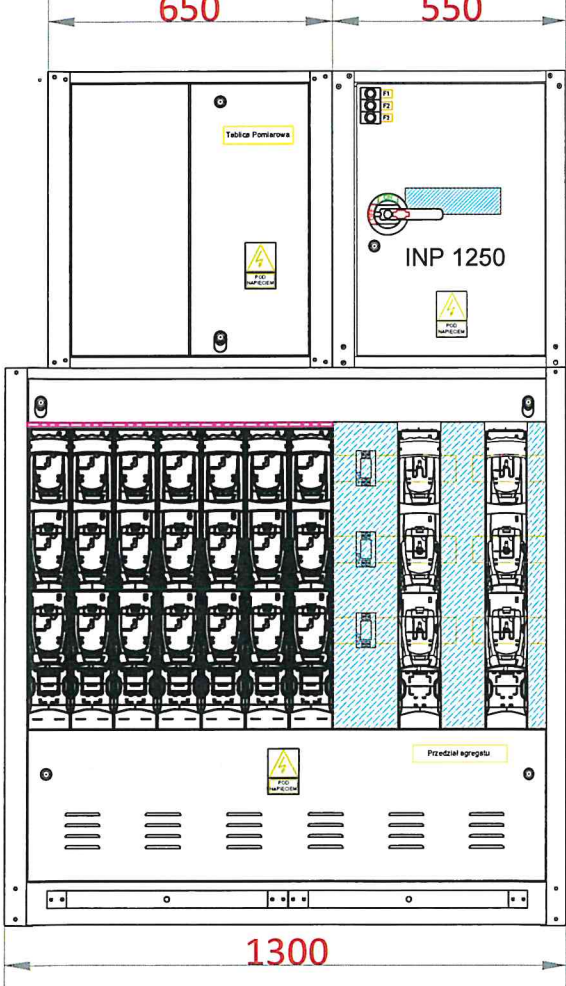 650
550
Tablica Pomiarowa
F1
F2
F3
INP 1250
POD
NAPIĘCIEM
POD
NAPIĘCIEM
Przedział agregatu
POD
NAPIĘCIEM
1300